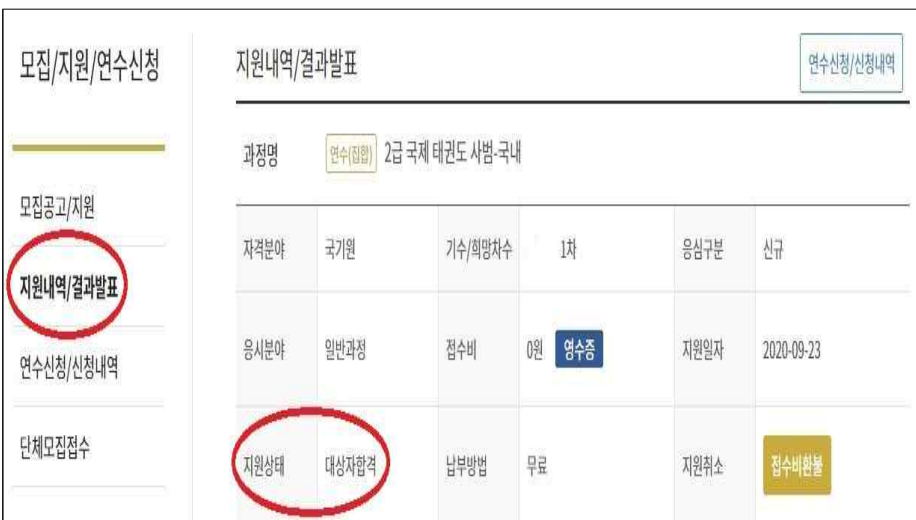 모집/지원/연수신청
모집공고/지원
지원내역/결과발표
연수신청/신청내역
단체모집접수
지원내역/결과발표
연수신청/신청내역
과정명 연수(집합) 2급 국제 태권도 사범-국내
자격분야 국기원 기수/희망차수 1차 응심구분 신규
응시분야 일반과정 접수비 0원 영수증 지원일자 2020-09-23
지원상태 대상자합격 납부방법 무료 지원취소 접수비환불